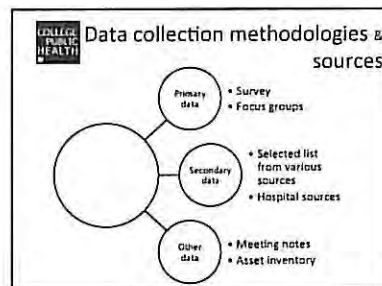 COLLEGE
PUBLIC
HEALTH
Data collection methodologies &
sources
Primary
data
• Survey
• Focus groups
Secondary
data
• Selected list
from various
sources
• Hospital sources
Other
data
• Meeting notes
• Asset inventory